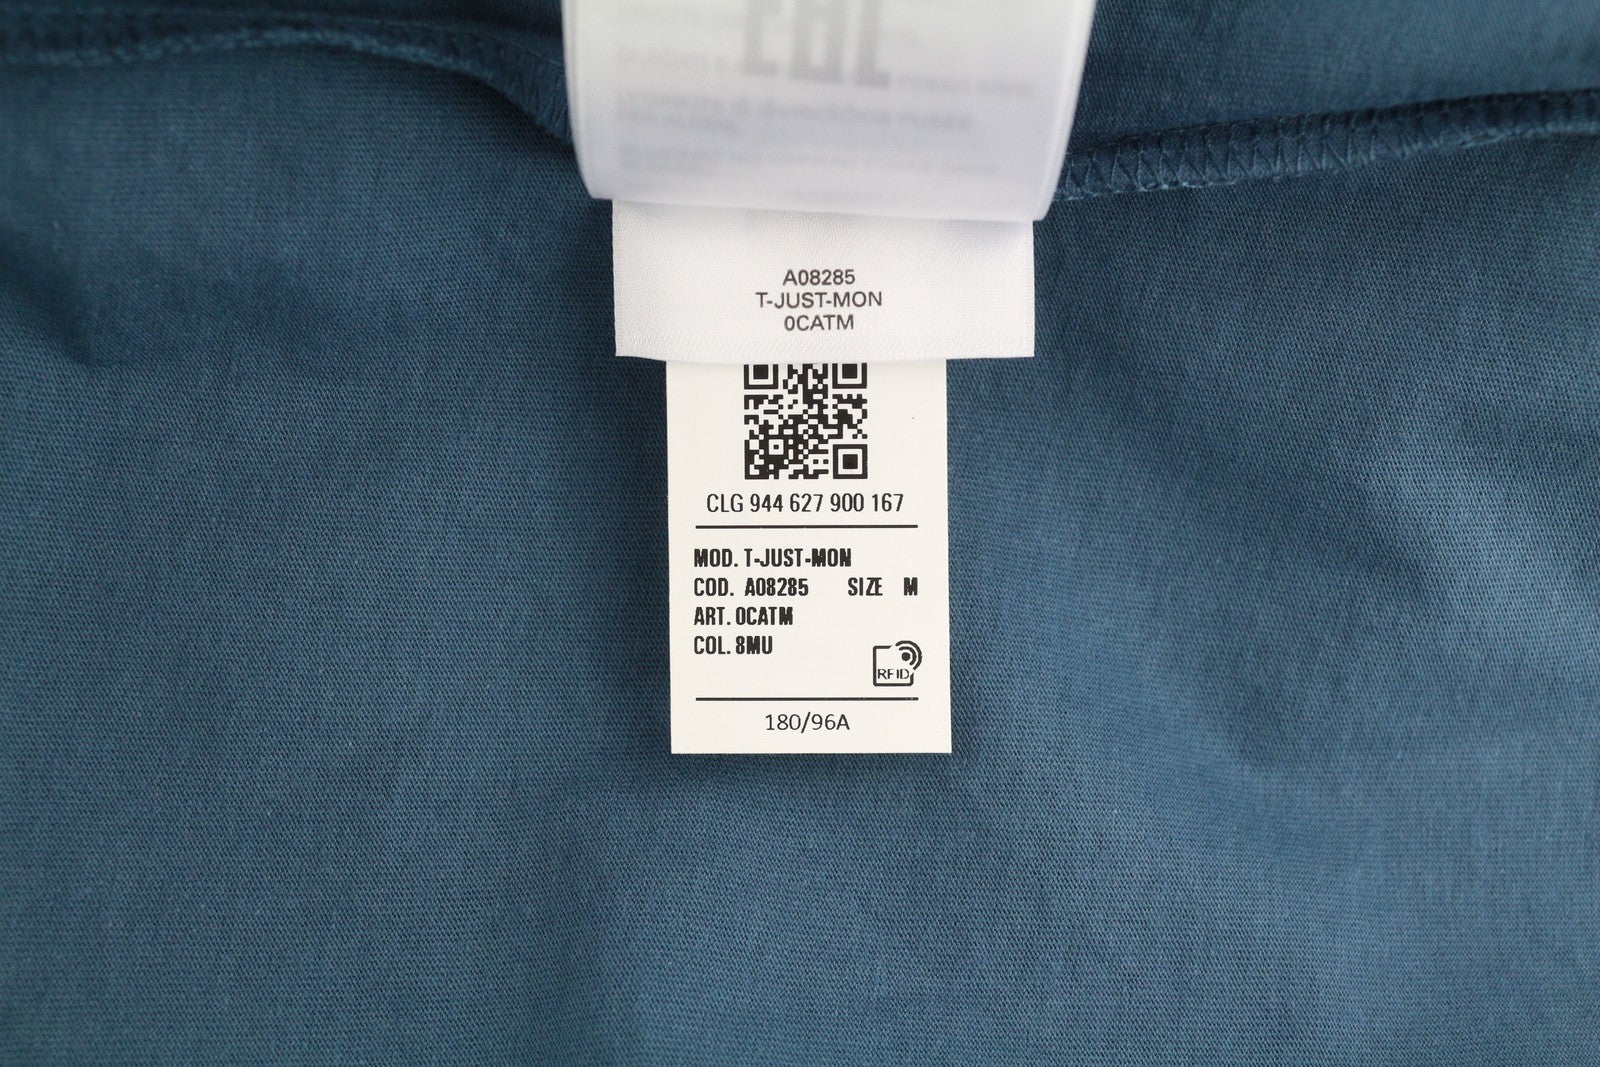 A08285
T-JUST-MON
0CATM
CLG 944 627 900 167
MOD. T-JUST-MON
COD. A08285 SIZE M
ART. 0CATM
COL. 8MU
RFID
180/96A